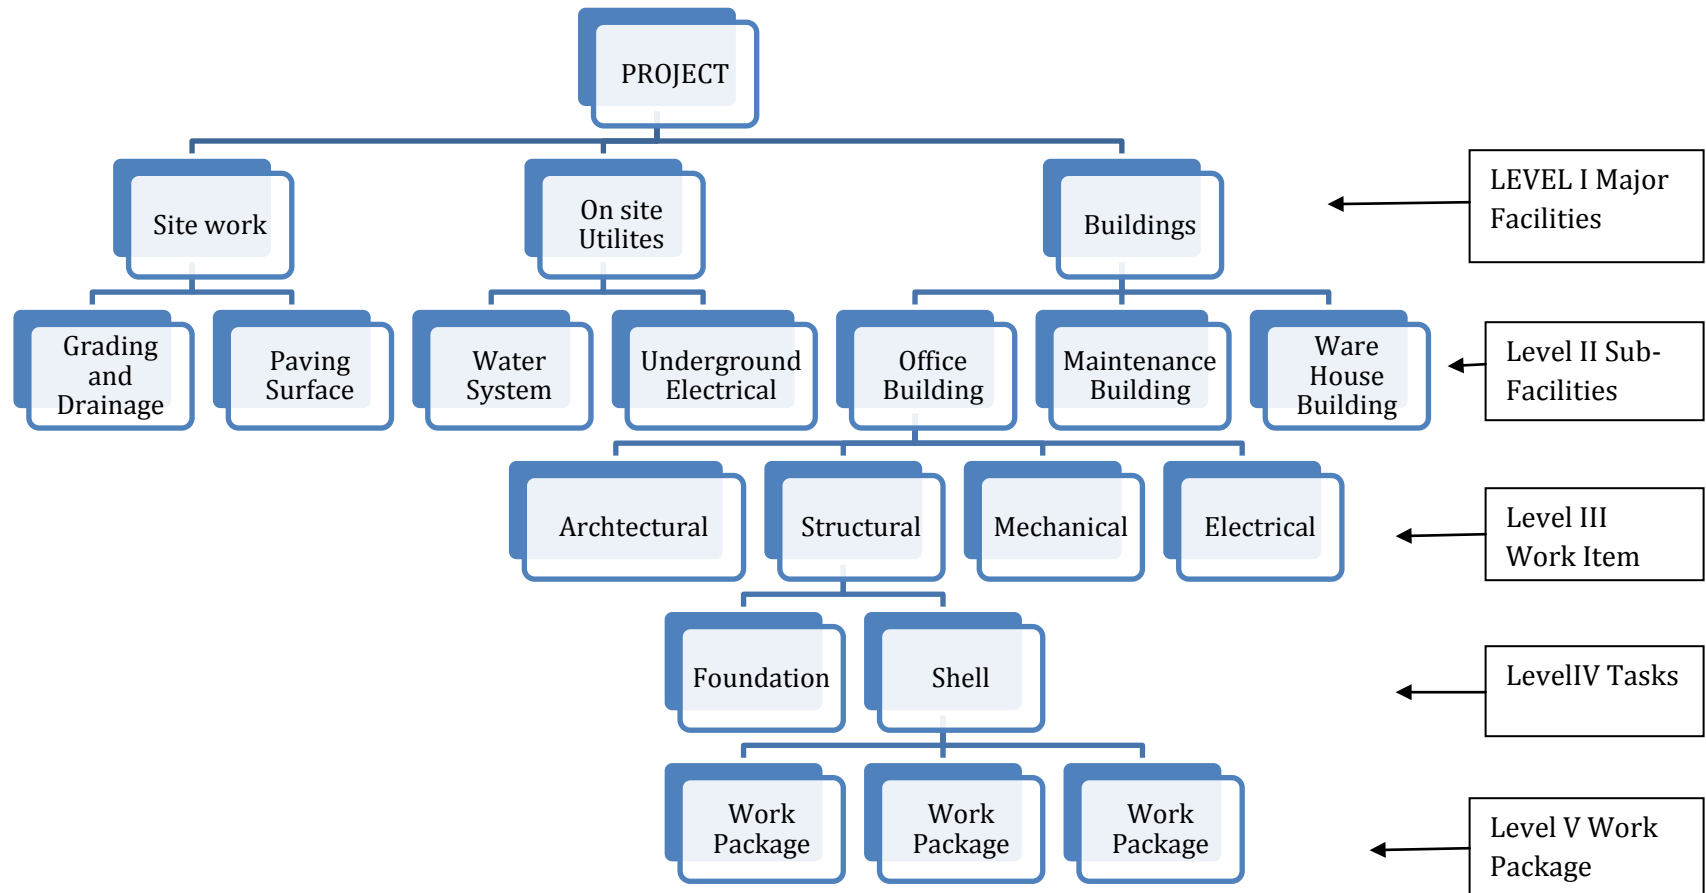 PROJECT
Site work
On site
Utilites
Buildings
LEVEL I Major
Facilities
Grading
and
Drainage
Paving
Surface
Water
System
Underground
Electrical
Office
Building
Maintenance
Building
Ware
House
Building
Level II Sub-
Facilities
Archtectural
Structural
Mechanical
Electrical
Level III
Work Item
Foundation
Shell
LevelIV Tasks
Work
Package
Work
Package
Work
Package
Level V Work
Package